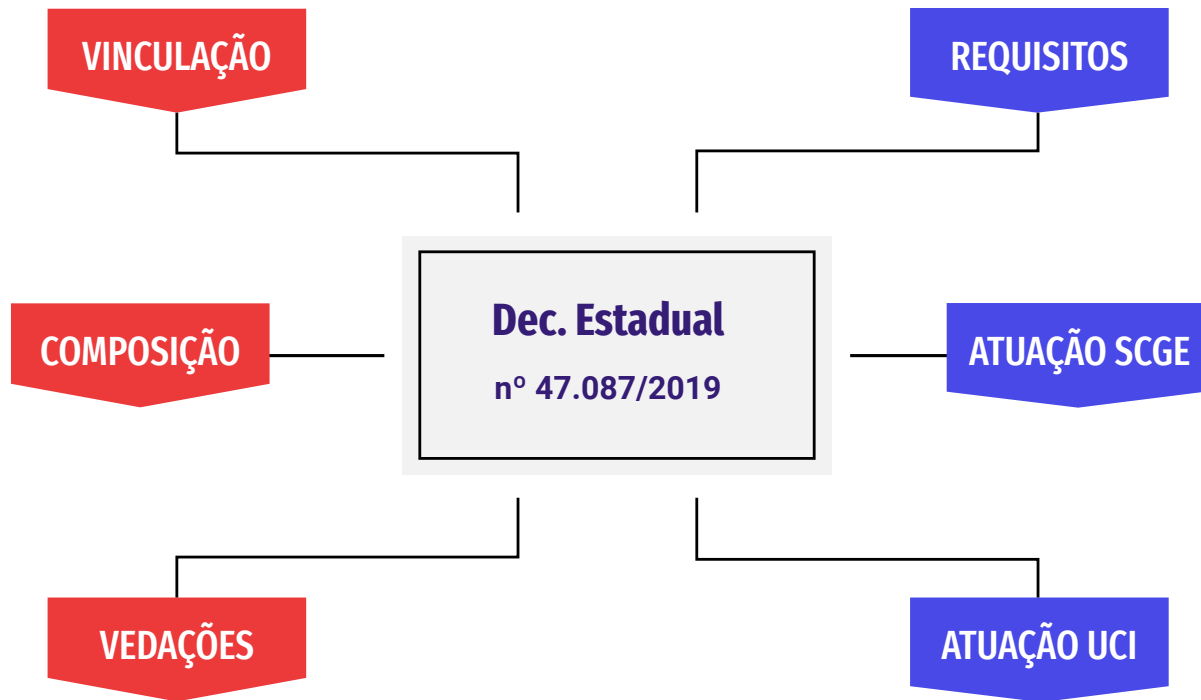 VINCULAÇÃO
REQUISITOS
Dec. Estadual
nº 47.087/2019
COMPOSIÇÃO
ATUAÇÃO SCGE
VEDAÇÕES
ATUAÇÃO UCI